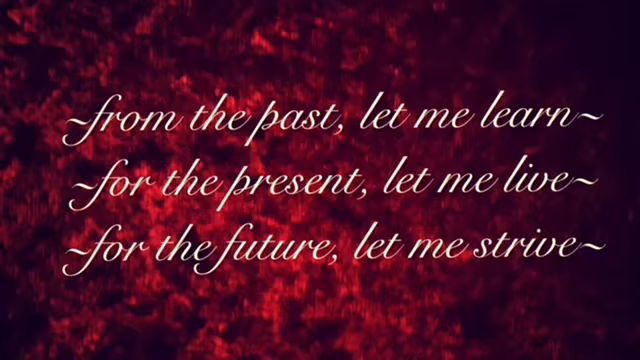 ~from the past, let me learn~
~for the present, let me live~
~for the future, let me strive~